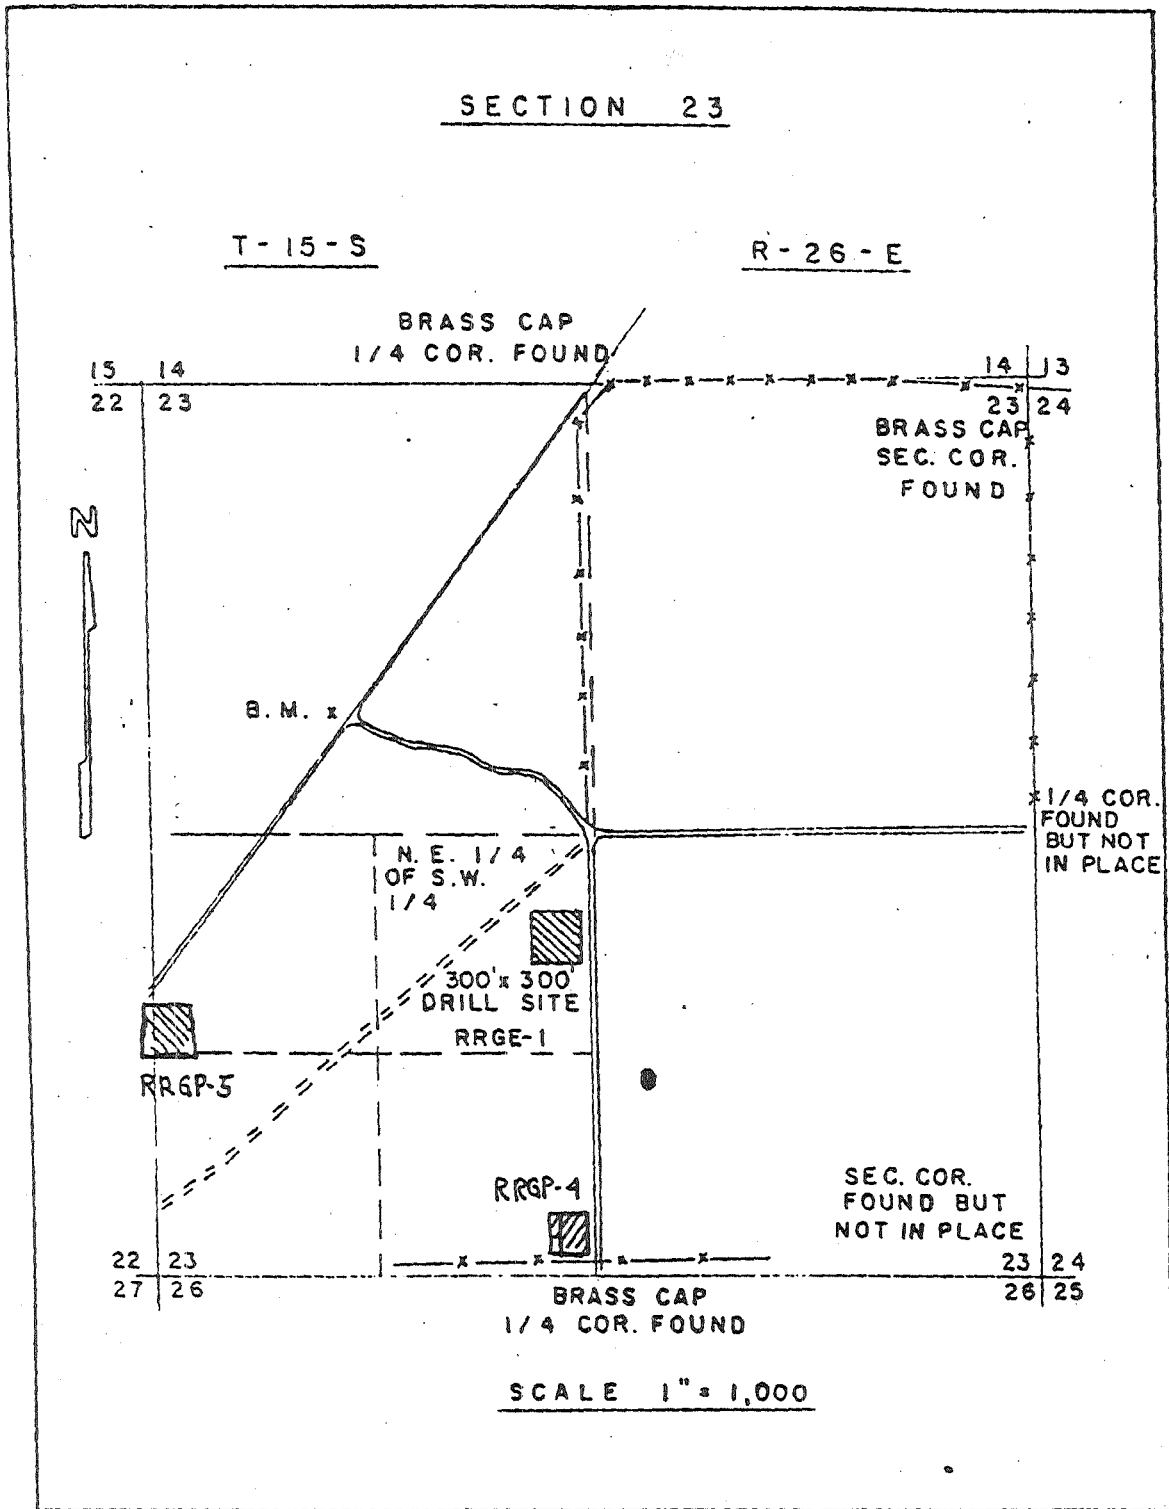 SECTION 23
T-15-S
R-26-E
BRASS CAP
1/4 COR. FOUND
15 14
22 23
14 13
23 24
BRASS CAP
SEC. COR.
FOUND
N
B.M. x
1/4 COR.
FOUND
BUT NOT
IN PLACE
N.E. 1/4
OF S.W.
1/4
300' x 300'
DRILL SITE
RRGE-1
RRGP-5
RRGP-4
SEC. COR.
FOUND BUT
NOT IN PLACE
22 23
27 26
23 24
26 25
BRASS CAP
1/4 COR. FOUND
SCALE 1" = 1,000